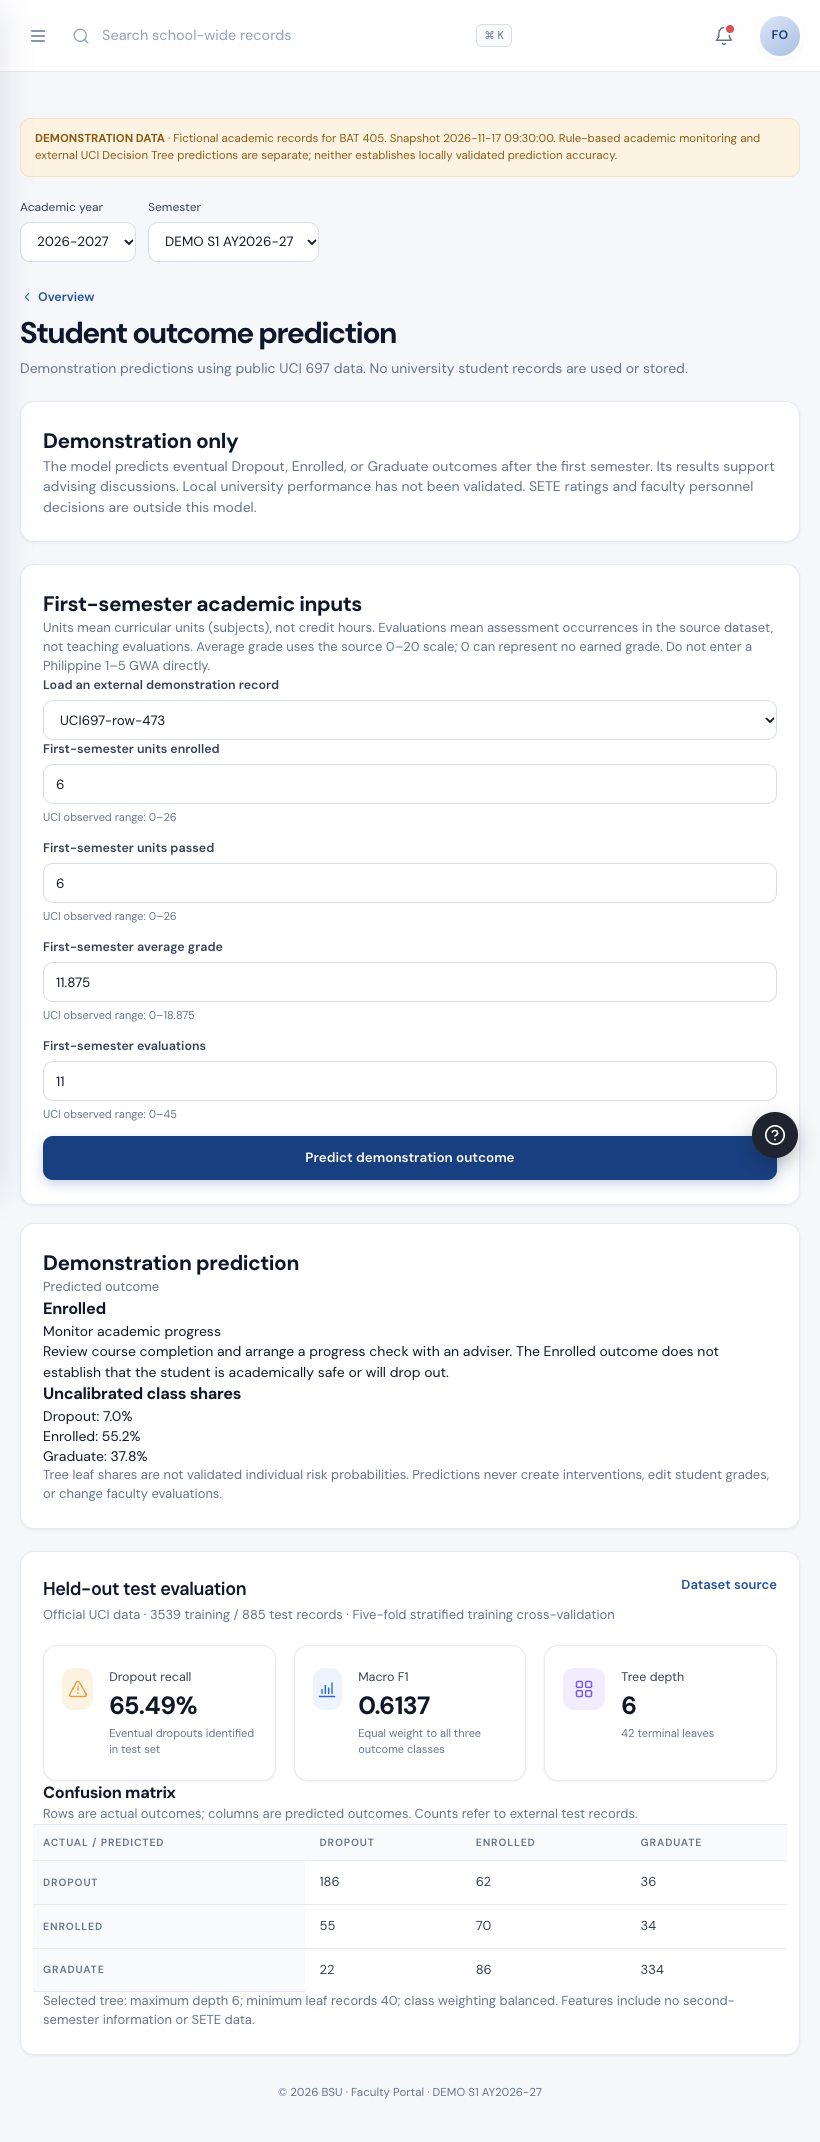 Search school-wide records
⌘ K
FO
DEMONSTRATION DATA · Fictional academic records for BAT 405. Snapshot 2026-11-17 09:30:00. Rule-based academic monitoring and
external UCI Decision Tree predictions are separate; neither establishes locally validated prediction accuracy.
Academic year
Semester
2026-2027
DEMO S1 AY2026-27
Overview
Student outcome prediction
Demonstration predictions using public UCI 697 data. No university student records are used or stored.
Demonstration only
The model predicts eventual Dropout, Enrolled, or Graduate outcomes after the first semester. Its results support
advising discussions. Local university performance has not been validated. SETE ratings and faculty personnel
decisions are outside this model.
First-semester academic inputs
Units mean curricular units (subjects), not credit hours. Evaluations mean assessment occurrences in the source dataset,
not teaching evaluations. Average grade uses the source 0–20 scale; 0 can represent no earned grade. Do not enter a
Philippine 1–5 GWA directly.
Load an external demonstration record
UCI697-row-473
First-semester units enrolled
6
UCI observed range: 0–26
First-semester units passed
6
UCI observed range: 0–26
First-semester average grade
11.875
UCI observed range: 0–18.875
First-semester evaluations
11
UCI observed range: 0–45
Predict demonstration outcome
Demonstration prediction
Predicted outcome
Enrolled
Monitor academic progress
Review course completion and arrange a progress check with an adviser. The Enrolled outcome does not
establish that the student is academically safe or will drop out.
Uncalibrated class shares
Dropout: 7.0%
Enrolled: 55.2%
Graduate: 37.8%
Tree leaf shares are not validated individual risk probabilities. Predictions never create interventions, edit student grades,
or change faculty evaluations.
Held-out test evaluation
Dataset source
Official UCI data · 3539 training / 885 test records · Five-fold stratified training cross-validation
Dropout recall
65.49%
Eventual dropouts identified
in test set
Macro F1
0.6137
Equal weight to all three
outcome classes
Tree depth
6
42 terminal leaves
Confusion matrix
Rows are actual outcomes; columns are predicted outcomes. Counts refer to external test records.
ACTUAL / PREDICTED DROPOUT ENROLLED GRADUATE
DROPOUT 186 62 36
ENROLLED 55 70 34
GRADUATE 22 86 334
Selected tree: maximum depth 6; minimum leaf records 40; class weighting balanced. Features include no second-
semester information or SETE data.
© 2026 BSU · Faculty Portal · DEMO S1 AY2026-27